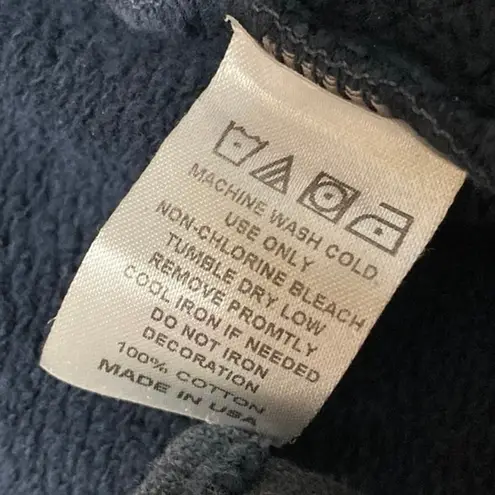 MACHINE WASH COLD
USE ONLY
NON-CHLORINE BLEACH
TUMBLE DRY LOW
REMOVE PROMTLY
COOL IRON IF NEEDED
DO NOT IRON
DECORATION
100% COTTON
MADE IN USA